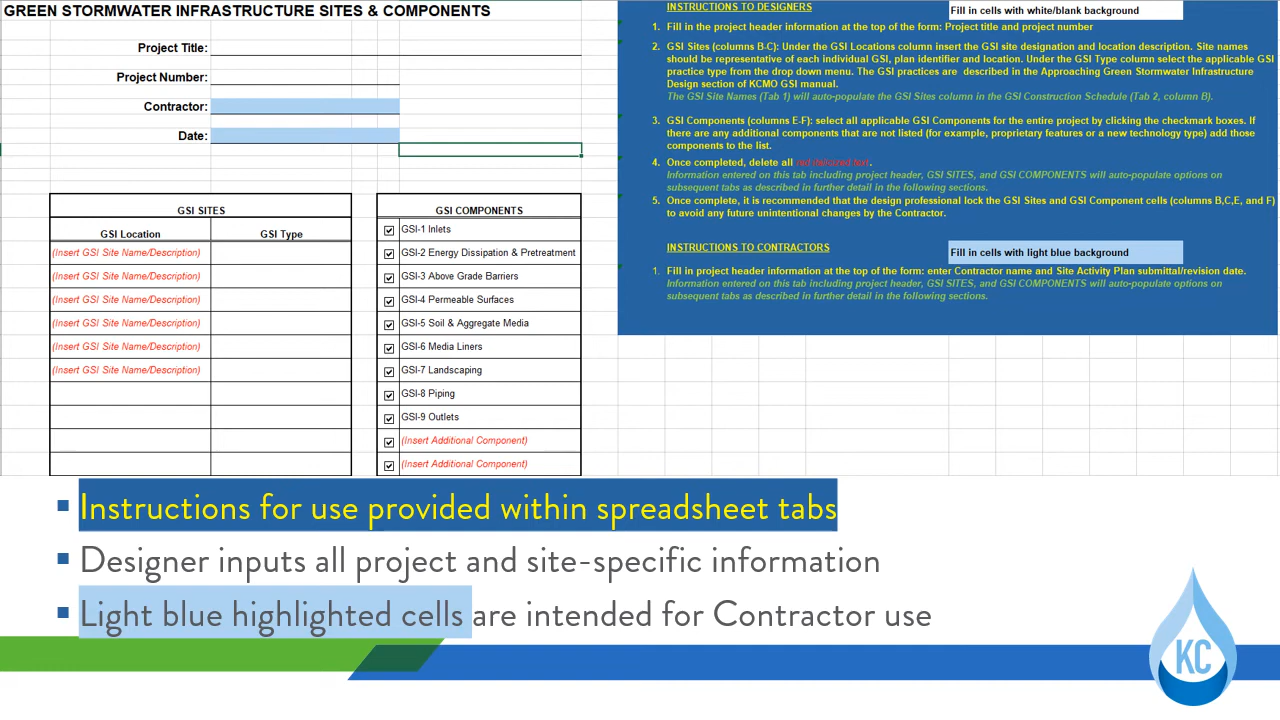 GREEN STORMWATER INFRASTRUCTURE SITES & COMPONENTS
Project Title:
Project Number:
Contractor:
Date:
GSI SITES
GSI Location GSI Type
(Insert GSI Site Name/Description)
(Insert GSI Site Name/Description)
(Insert GSI Site Name/Description)
(Insert GSI Site Name/Description)
(Insert GSI Site Name/Description)
(Insert GSI Site Name/Description)
GSI COMPONENTS
GSI-1 Inlets
GSI-2 Energy Dissipation & Pretreatment
GSI-3 Above Grade Barriers
GSI-4 Permeable Surfaces
GSI-5 Soil & Aggregate Media
GSI-6 Media Liners
GSI-7 Landscaping
GSI-8 Piping
GSI-9 Outlets
(Insert Additional Component)
(Insert Additional Component)
INSTRUCTIONS TO DESIGNERS
Fill in cells with white/blank background
1. Fill in the project header information at the top of the form: Project title and project number
2. GSI Sites (columns B-C): Under the GSI Locations column insert the GSI site designation and location description. Site names
should be representative of each individual GSI, plan identifier and location. Under the GSI Type column select the applicable GSI
practice type from the drop down menu. The GSI practices are described in the Approaching Green Stormwater Infrastructure
Design section of KCMO GSI manual.
The GSI Site Names (Tab 1) will auto-populate the GSI Sites column in the GSI Construction Schedule (Tab 2, column B).
3. GSI Components (columns E-F): select all applicable GSI Components for the entire project by clicking the checkmark boxes. If
there are any additional components that are not listed (for example, proprietary features or a new technology type) add those
components to the list.
4. Once completed, delete all red italisized text.
Information entered on this tab including project header, GSI SITES, and GSI COMPONENTS will auto-populate options on
subsequent tabs as described in further detail in the following sections.
5. Once complete, it is recommended that the design professional lock the GSI Sites and GSI Component cells (columns B,C,E, and F)
to avoid any future unintentional changes by the Contractor.
INSTRUCTIONS TO CONTRACTORS
Fill in cells with light blue background
1. Fill in project header information at the top of the form: enter Contractor name and Site Activity Plan submittal/revision date.
Information entered on this tab including project header, GSI SITES, and GSI COMPONENTS will auto-populate options on
subsequent tabs as described in further detail in the following sections.
Instructions for use provided within spreadsheet tabs
Designer inputs all project and site-specific information
Light blue highlighted cells are intended for Contractor use
KC